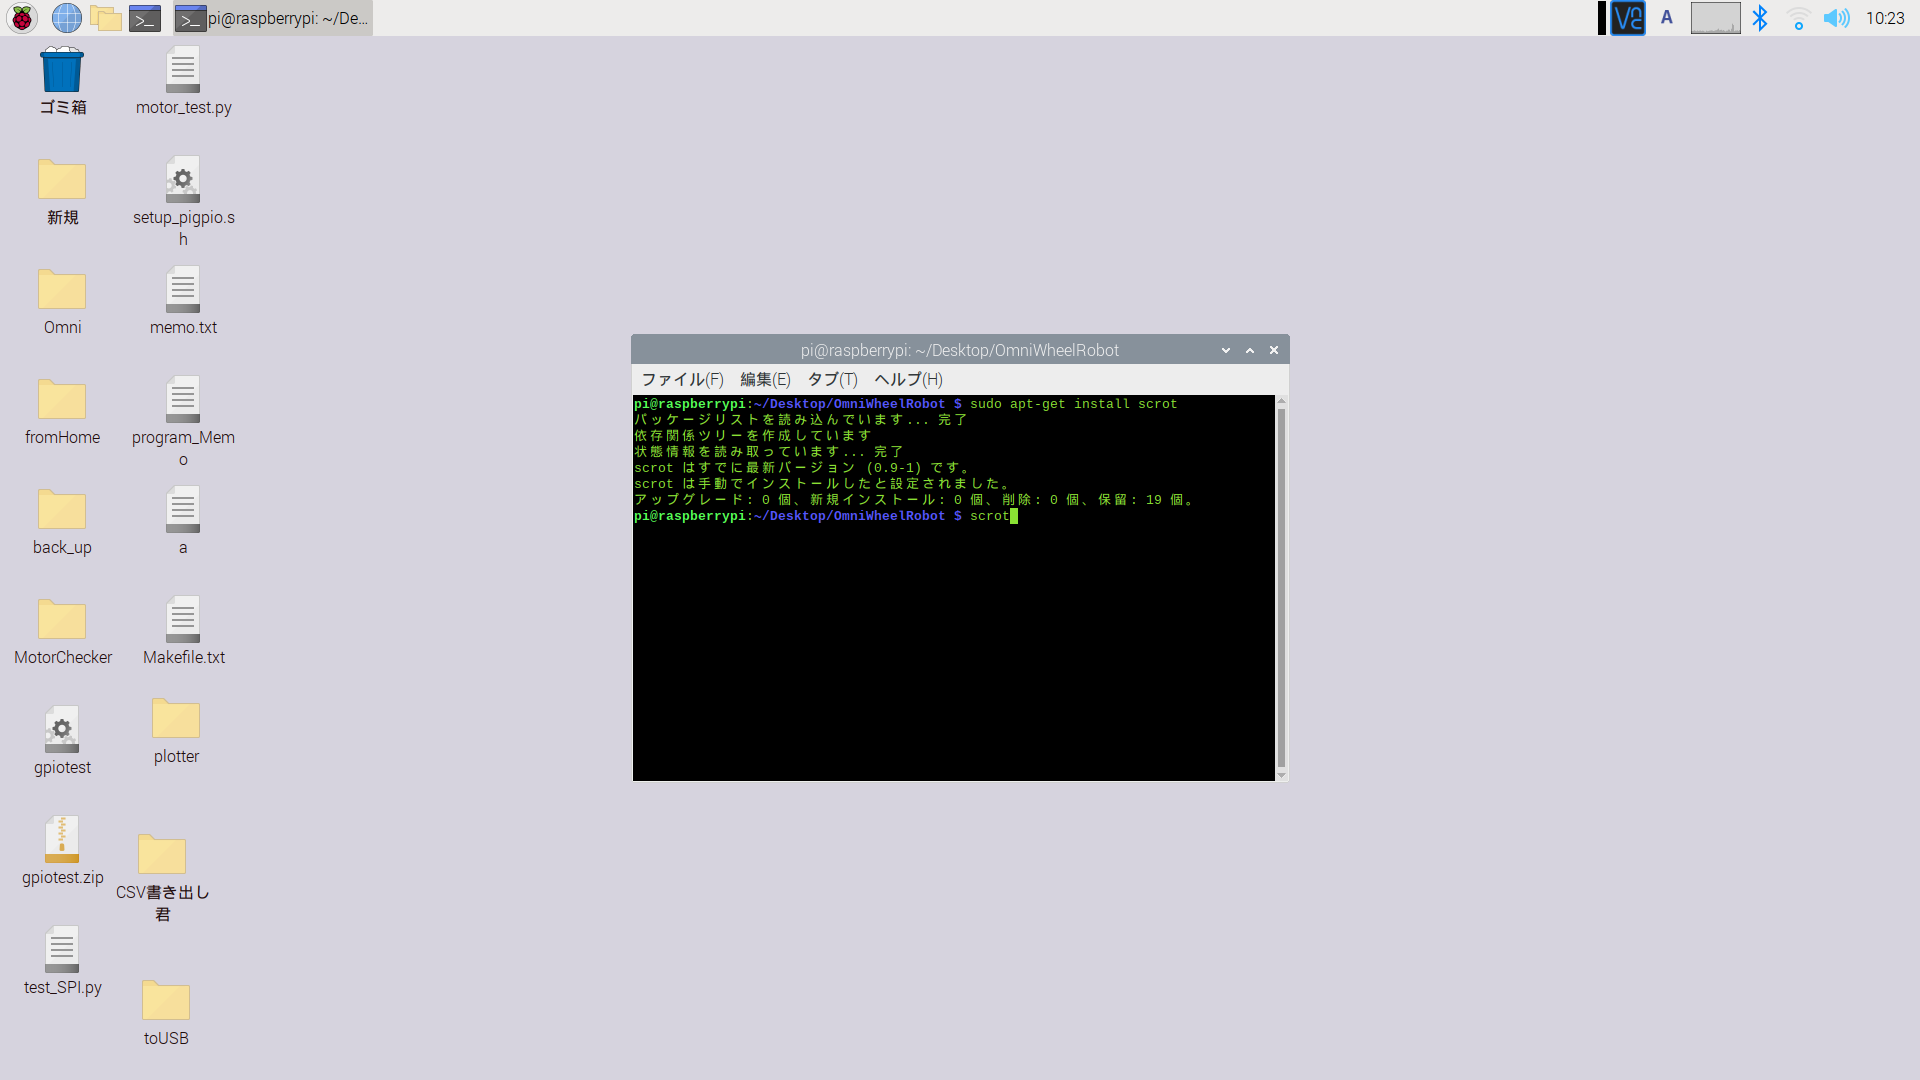 pi@raspberrypi: ~/De...
A
10:23
ゴミ箱
motor_test.py
新規
setup_pigpio.s
h
Omni
memo.txt
fromHome
program_Mem
o
back_up
a
MotorChecker
Makefile.txt
gpiotest
plotter
gpiotest.zip
CSV書き出し
君
test_SPI.py
toUSB
pi@raspberrypi: ~/Desktop/OmniWheelRobot
ファイル(F) 編集(E) タブ(T) ヘルプ(H)
pi@raspberrypi:~/Desktop/OmniWheelRobot $ sudo apt-get install scrot
パッケージリストを読み込んでいます... 完了
依存関係ツリーを作成しています
状態情報を読み取っています... 完了
scrot はすでに最新バージョン (0.9-1) です。
scrot は手動でインストールしたと設定されました。
アップグレード: 0 個、新規インストール: 0 個、削除: 0 個、保留: 19 個。
pi@raspberrypi:~/Desktop/OmniWheelRobot $ scrot